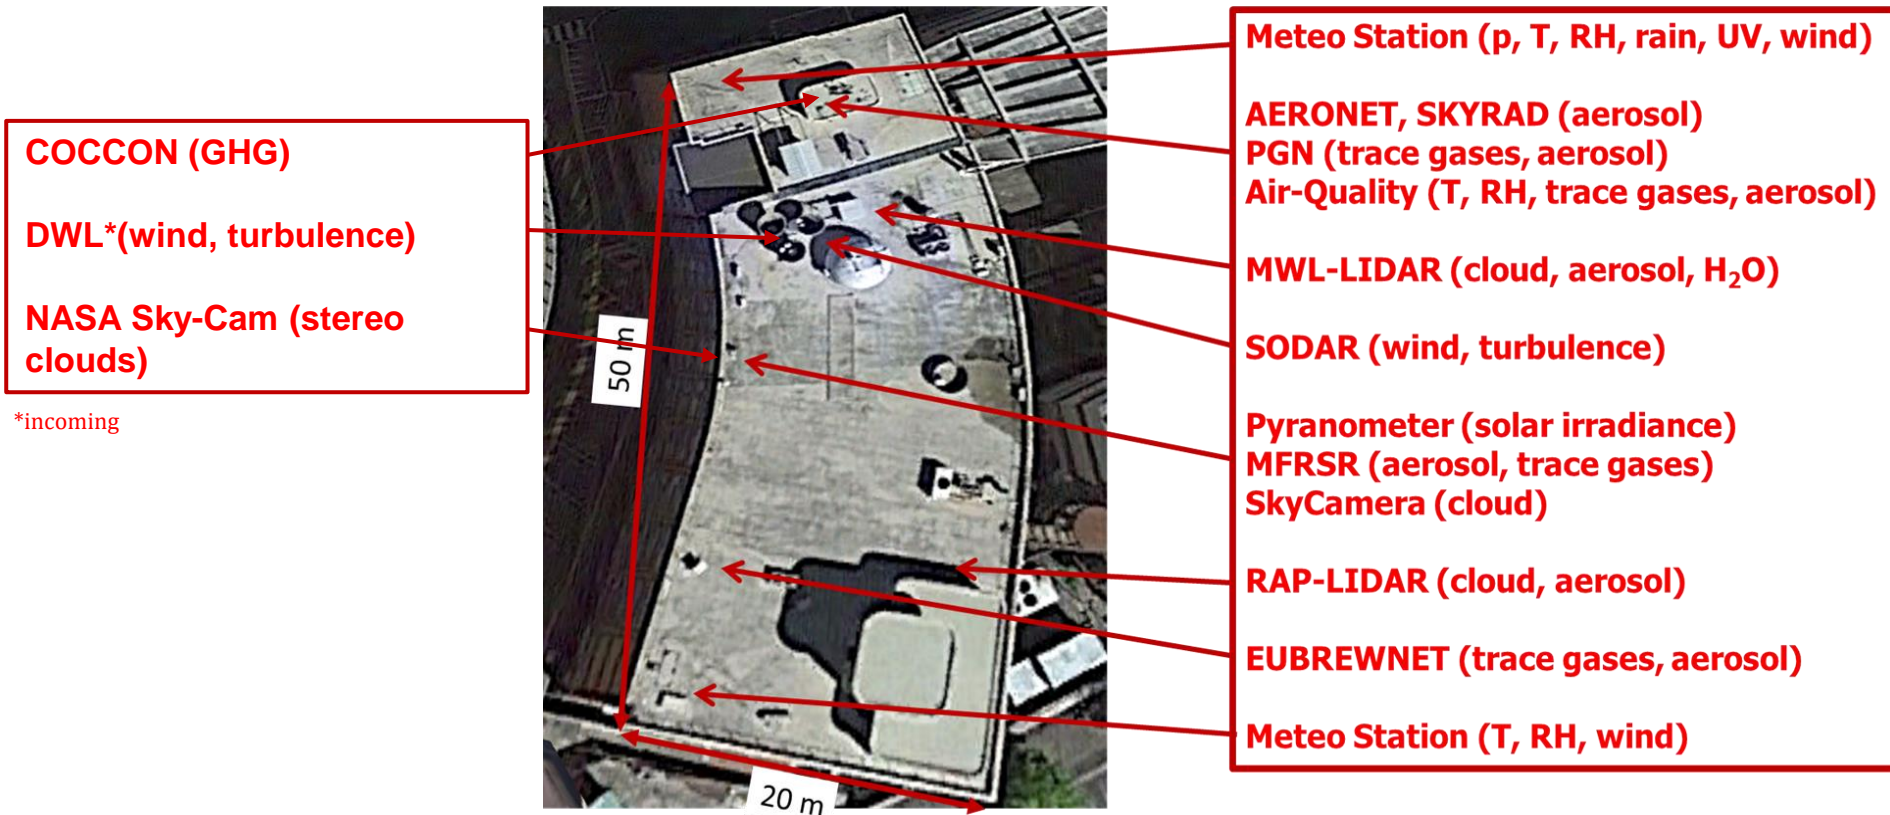 COCCON (GHG)
DWL*(wind, turbulence)
NASA Sky-Cam (stereo
clouds)
*incoming
50 m
20 m
Meteo Station (p, T, RH, rain, UV, wind)
AERONET, SKYRAD (aerosol)
PGN (trace gases, aerosol)
Air-Quality (T, RH, trace gases, aerosol)
MWL-LIDAR (cloud, aerosol, H₂O)
SODAR (wind, turbulence)
Pyranometer (solar irradiance)
MFRSR (aerosol, trace gases)
SkyCamera (cloud)
RAP-LIDAR (cloud, aerosol)
EUBREWNET (trace gases, aerosol)
Meteo Station (T, RH, wind)